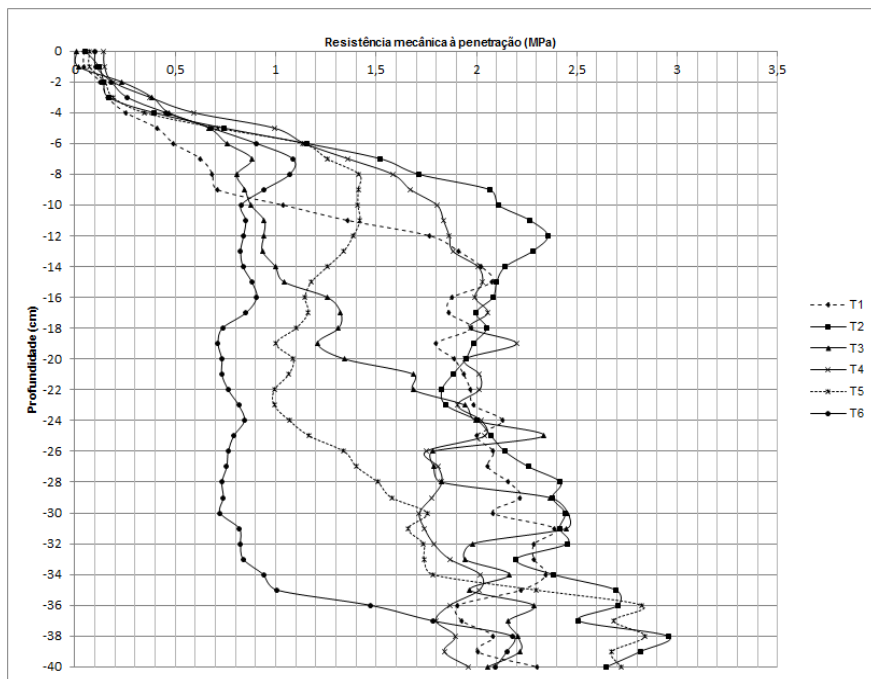 Resistência mecânica à penetração (MPa)
0 0,5 1 1,5 2 2,5 3 3,5
Profundidade (cm)
0
-2
-4
-6
-8
-10
-12
-14
-16
-18
-20
-22
-24
-26
-28
-30
-32
-34
-36
-38
-40
T1
T2
T3
T4
T5
T6